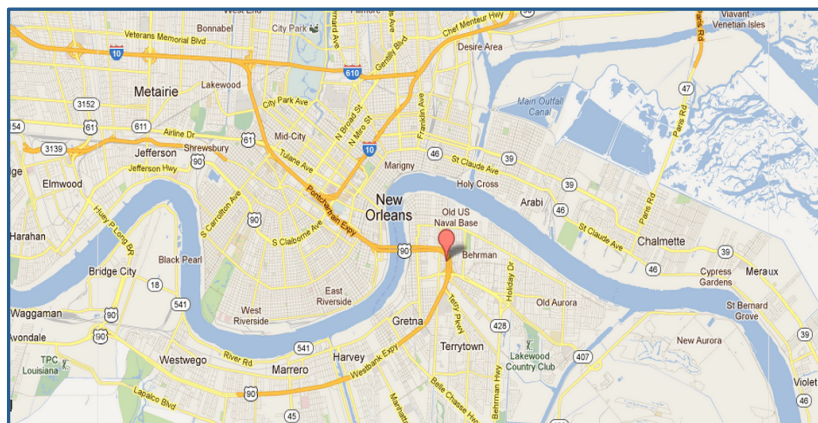 West End
City Park
Bonnabel
Veterans Memorial Blvd
10
610
Gentilly Blvd
Chef Menteur Hwy
Desire Area
Paris Rd
Viavant
Venetian Isles
47
Lakewood
Metairie
3152
City Park Ave
N Broad St
N Miro St
Franklin Ave
Main Outfall
Canal
Paris Rd
61
611
Airline Dr
61
Mid-City
10
3139
Jefferson
Shrewsbury
90
Tulane Ave
Marigny
46
St Claude Ave
39
Jefferson Hwy
Elmwood
Holy Cross
39
Paris Rd
S Carrollton Ave
Pontchartrain Expy
New
Orleans
Old US
Naval Base
Arabi
Huey P Long BR
90
S Claiborne Ave
St Claude Ave
Chalmette
Harahan
39
Black Pearl
90
Behrman
46
Meraux
Bridge City
Cypress
Gardens
18
East
Riverside
Holiday Dr
541
West
Riverside
Terry Pkwy
Old Aurora
St Bernard
Grove
Waggaman
Gretna
428
39
Avondale
90
541
River Rd
Harvey
Terrytown
New Aurora
TPC
Louisiana
Westwego
Marrero
Westbank Expy
Lakewood
Country Club
407
Lapalco Blvd
90
Belle Chasse Hwy
Behrman Hwy
Violet
45
46